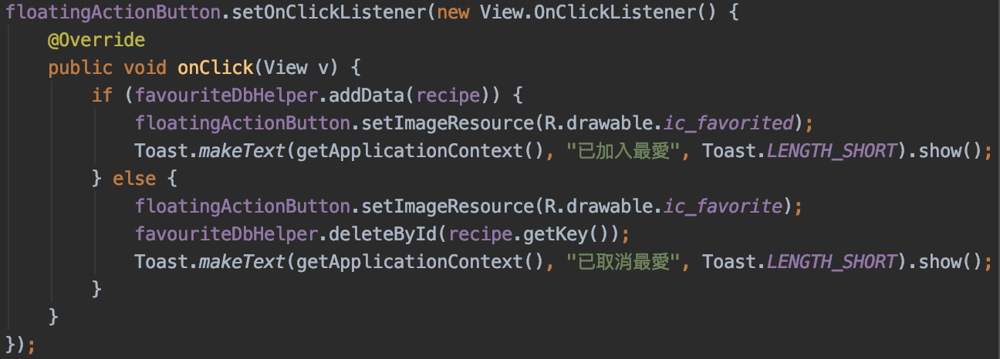 floatingActionButton.setOnClickListener(new View.OnClickListener() {
    @Override
    public void onClick(View v) {
        if (favouriteDbHelper.addData(recipe)) {
            floatingActionButton.setImageResource(R.drawable.ic_favorited);
            Toast.makeText(getApplicationContext(), "已加入最愛", Toast.LENGTH_SHORT).show();
        } else {
            floatingActionButton.setImageResource(R.drawable.ic_favorite);
            favouriteDbHelper.deleteById(recipe.getKey());
            Toast.makeText(getApplicationContext(), "已取消最愛", Toast.LENGTH_SHORT).show();
        }
    }
});